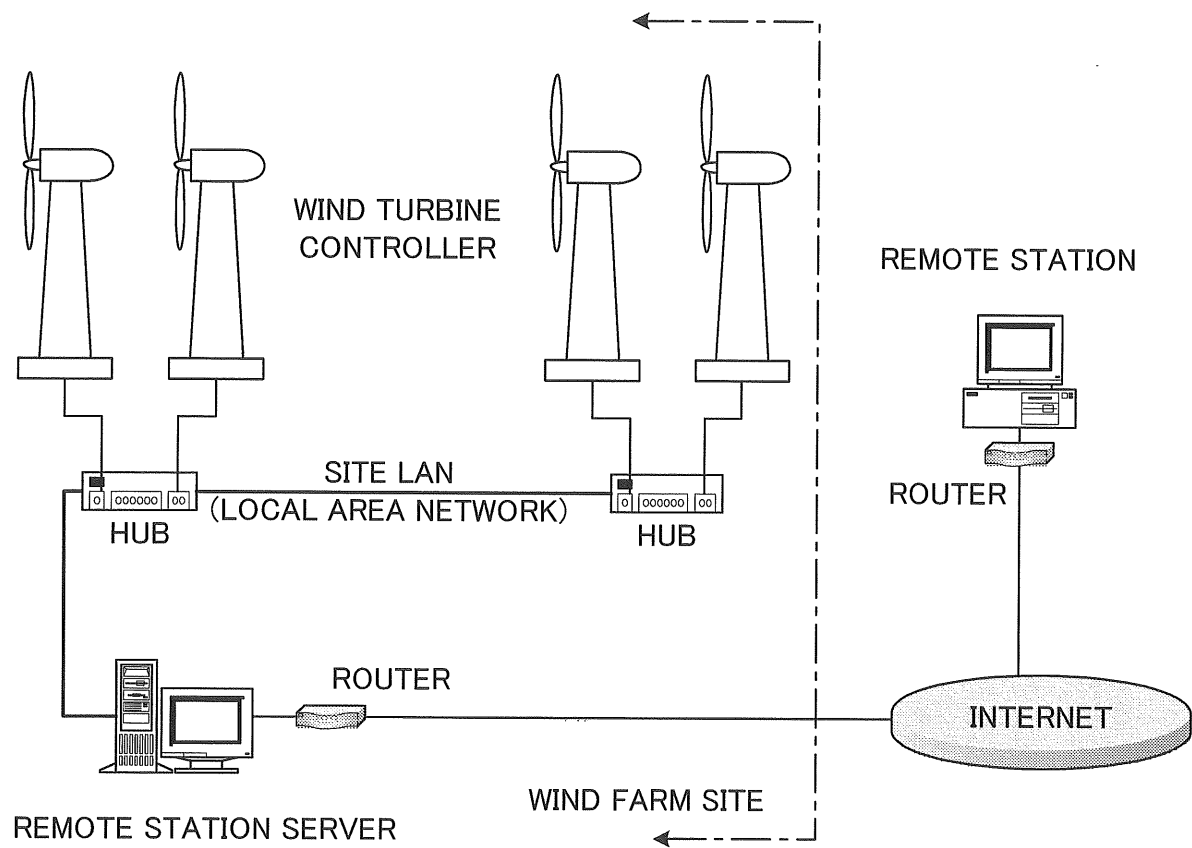 WIND TURBINE
CONTROLLER
REMOTE STATION
SITE LAN
(LOCAL AREA NETWORK)
ROUTER
HUB
HUB
ROUTER
INTERNET
WIND FARM SITE
REMOTE STATION SERVER